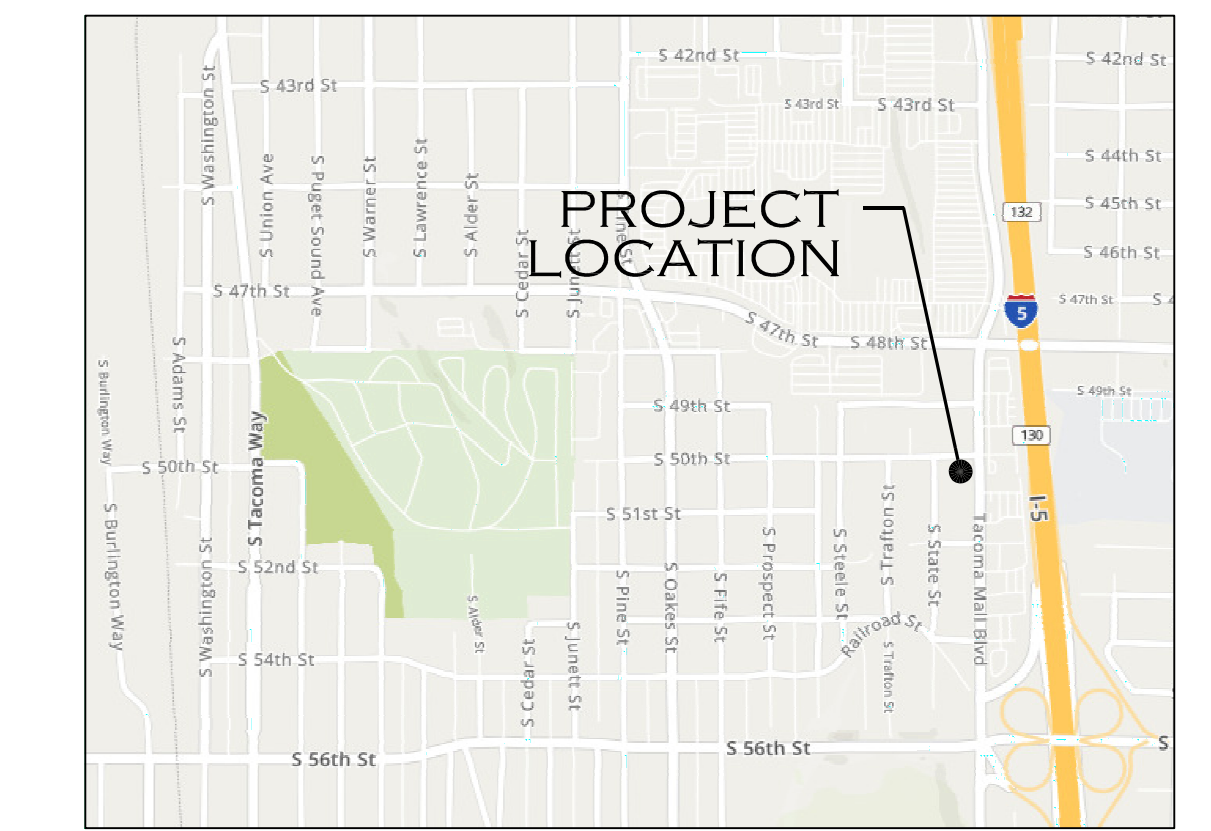 S 42nd St
S 42nd St
S 43rd St
S 43rd St
S 43rd St
S Washington St
S Union Ave
S Puget Sound Ave
S Warner St
S Lawrence St
S Alder St
S Cedar St
S Junett St
S 44th St
S 45th St
S 46th St
132
PROJECT
LOCATION
S 47th St
S 47th St
S 47th St
S 4
5
S 48th St
S Burlington Way
S Adams St
S Tacoma Way
S 49th St
S 49th St
130
S 50th St
S 50th St
S 51st St
I-5
S Burlington Way
S Washington St
S 52nd St
S Alder St
S Cedar St
S Junett St
S Pine St
S Oakes St
S Fife St
S Prospect St
S Steele St
S Trafton St
S State St
Tacoma Mall Blvd
Railroad St
S Trafton St
S 54th St
S 56th St
S 56th St
S